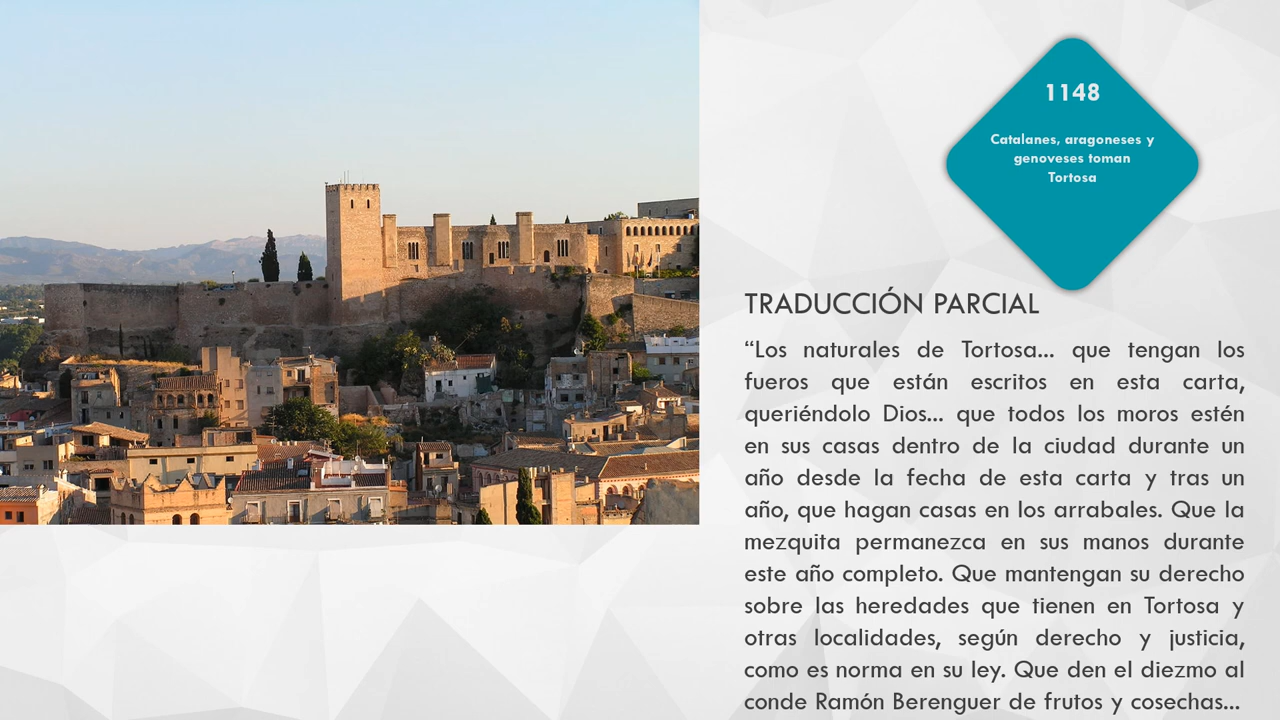 1148
Catalanes, aragoneses y
genoveses toman
Tortosa
TRADUCCIÓN PARCIAL
“Los naturales de Tortosa... que tengan los
fueros que están escritos en esta carta,
queriéndolo Dios... que todos los moros estén
en sus casas dentro de la ciudad durante un
año desde la fecha de esta carta y tras un
año, que hagan casas en los arrabales. Que la
mezquita permanezca en sus manos durante
este año completo. Que mantengan su derecho
sobre las heredades que tienen en Tortosa y
otras localidades, según derecho y justicia,
como es norma en su ley. Que den el diezmo al
conde Ramón Berenguer de frutos y cosechas...